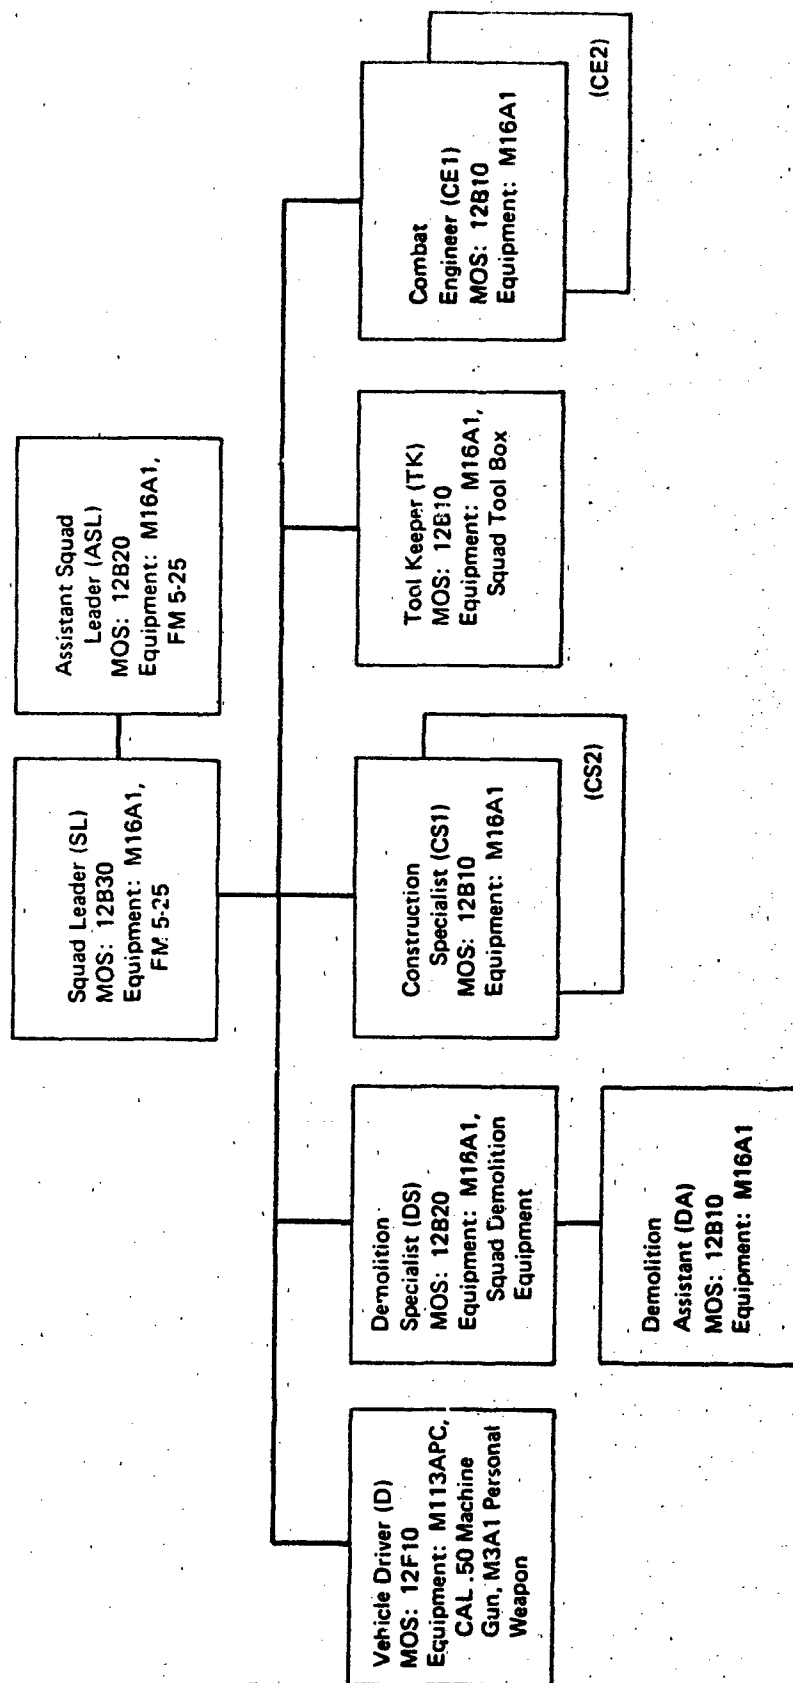 Squad Leader (SL)
MOS: 12B30
Equipment: M16A1,
FM 5-25
Assistant Squad
Leader (ASL)
MOS: 12B20
Equipment: M16A1,
FM 5-25
Vehicle Driver (D)
MOS: 12F10
Equipment: M113APC,
CAL .50 Machine
Gun, M3A1 Personal
Weapon
Demolition
Specialist (DS)
MOS: 12B20
Equipment: M16A1,
Squad Demolition
Equipment
Demolition
Assistant (DA)
MOS: 12B10
Equipment: M16A1
Construction
Specialist (CS1)
MOS: 12B10
Equipment: M16A1
(CS2)
Tool Keeper (TK)
MOS: 12B10
Equipment: M16A1,
Squad Tool Box
Combat
Engineer (CE1)
MOS: 12B10
Equipment: M16A1
(CE2)